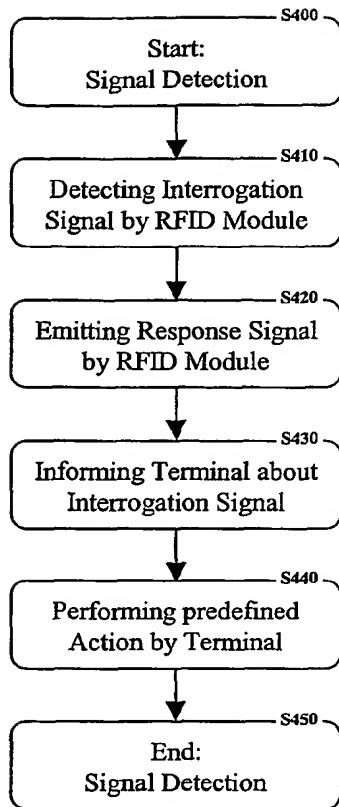 S400
Start:
Signal Detection
S410
Detecting Interrogation
Signal by RFID Module
S420
Emitting Response Signal
by RFID Module
S430
Informing Terminal about
Interrogation Signal
S440
Performing predefined
Action by Terminal
S450
End:
Signal Detection